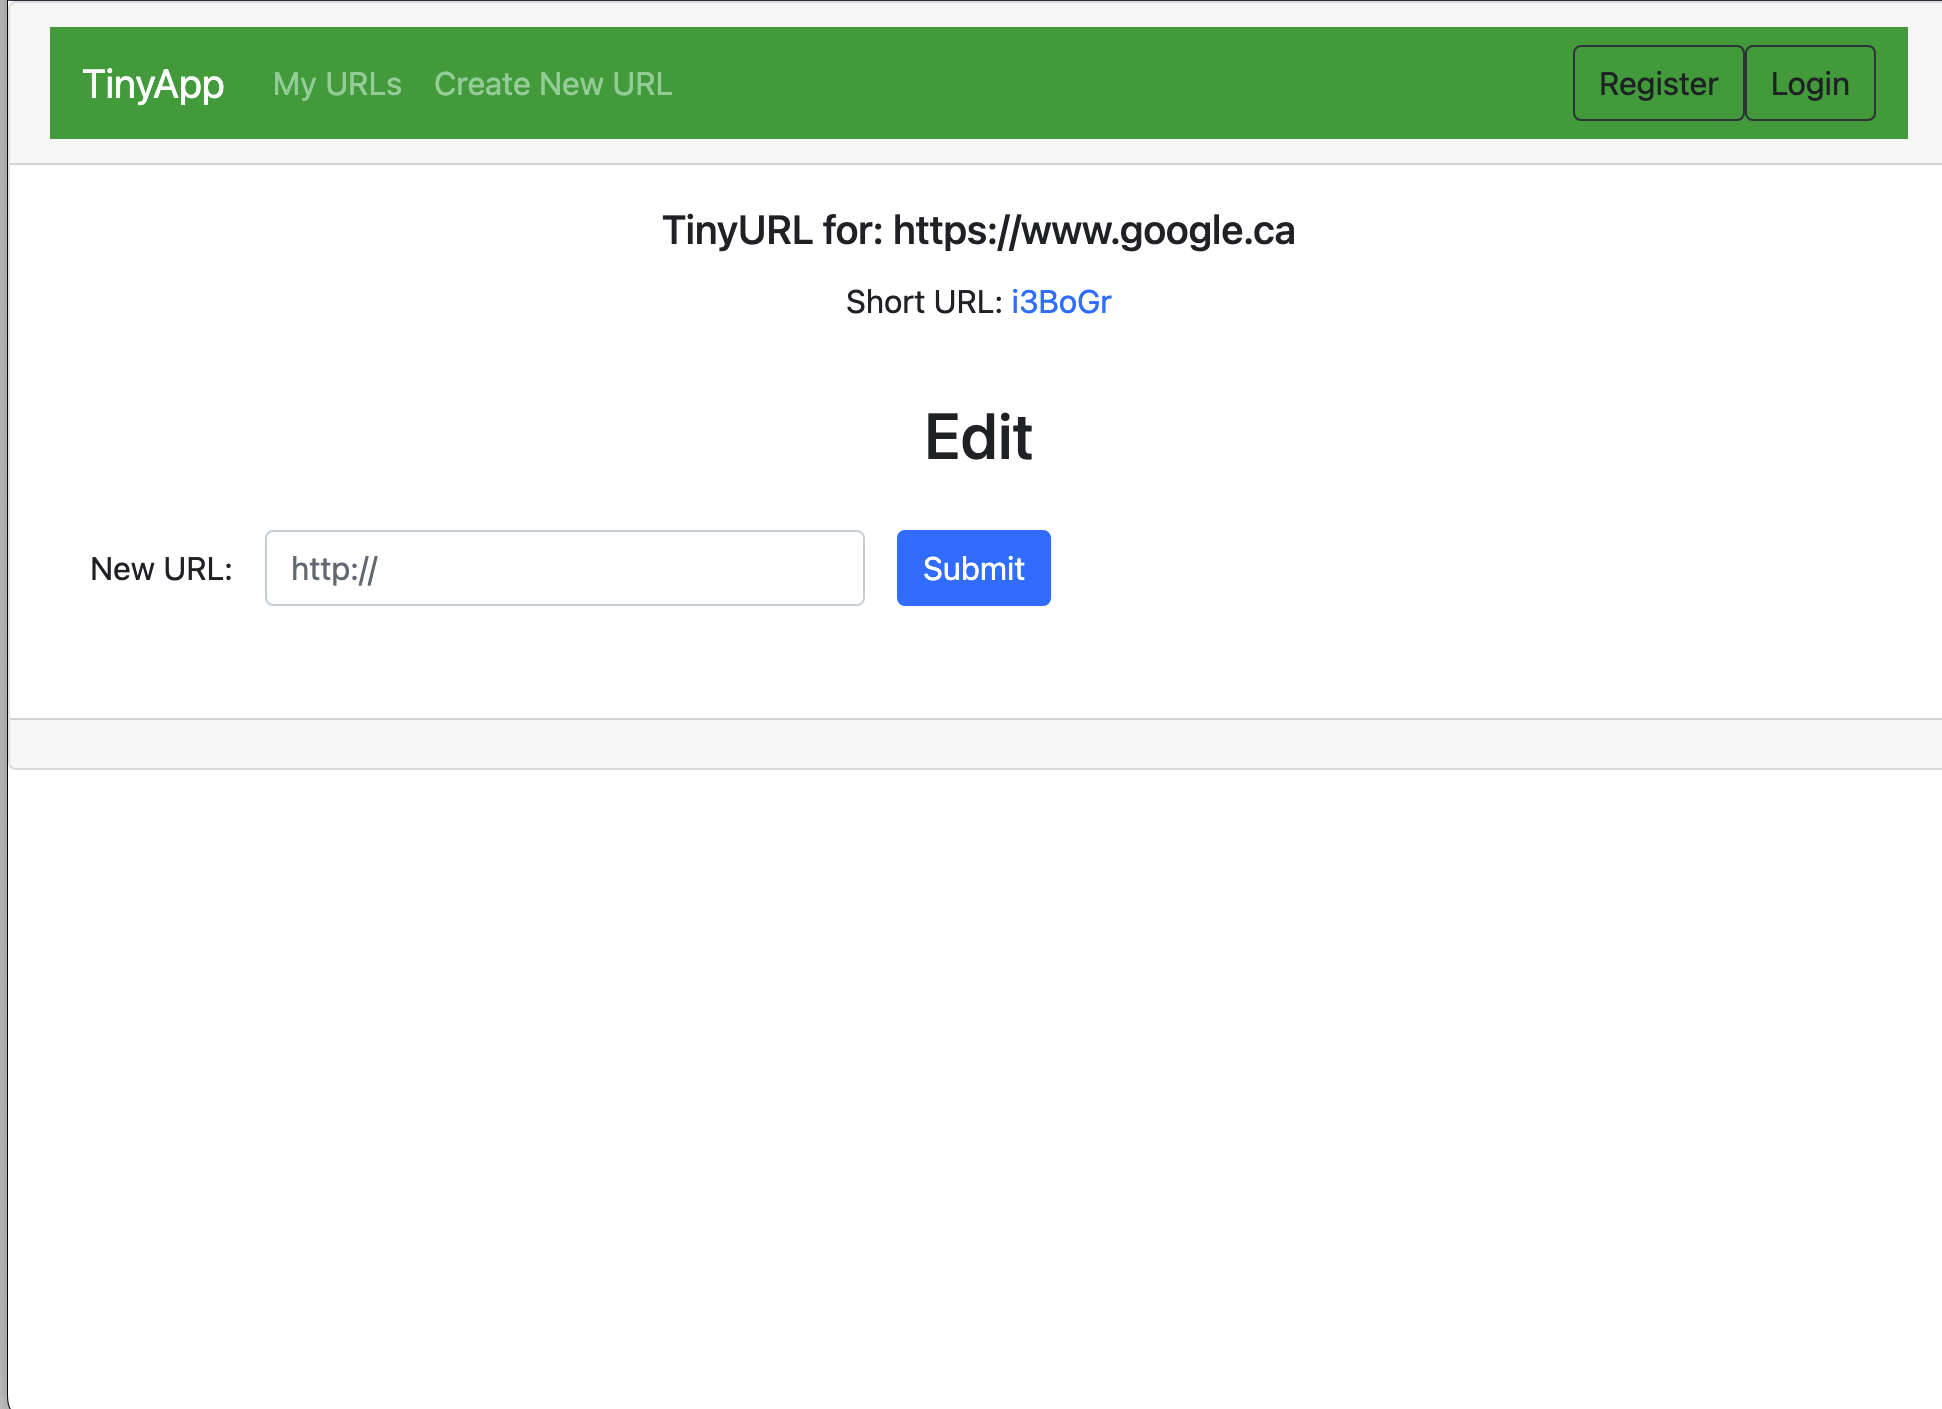 TinyApp My URLs Create New URL Register Login
TinyURL for: https://www.google.ca
Short URL: i3BoGr
Edit
New URL: http:// Submit